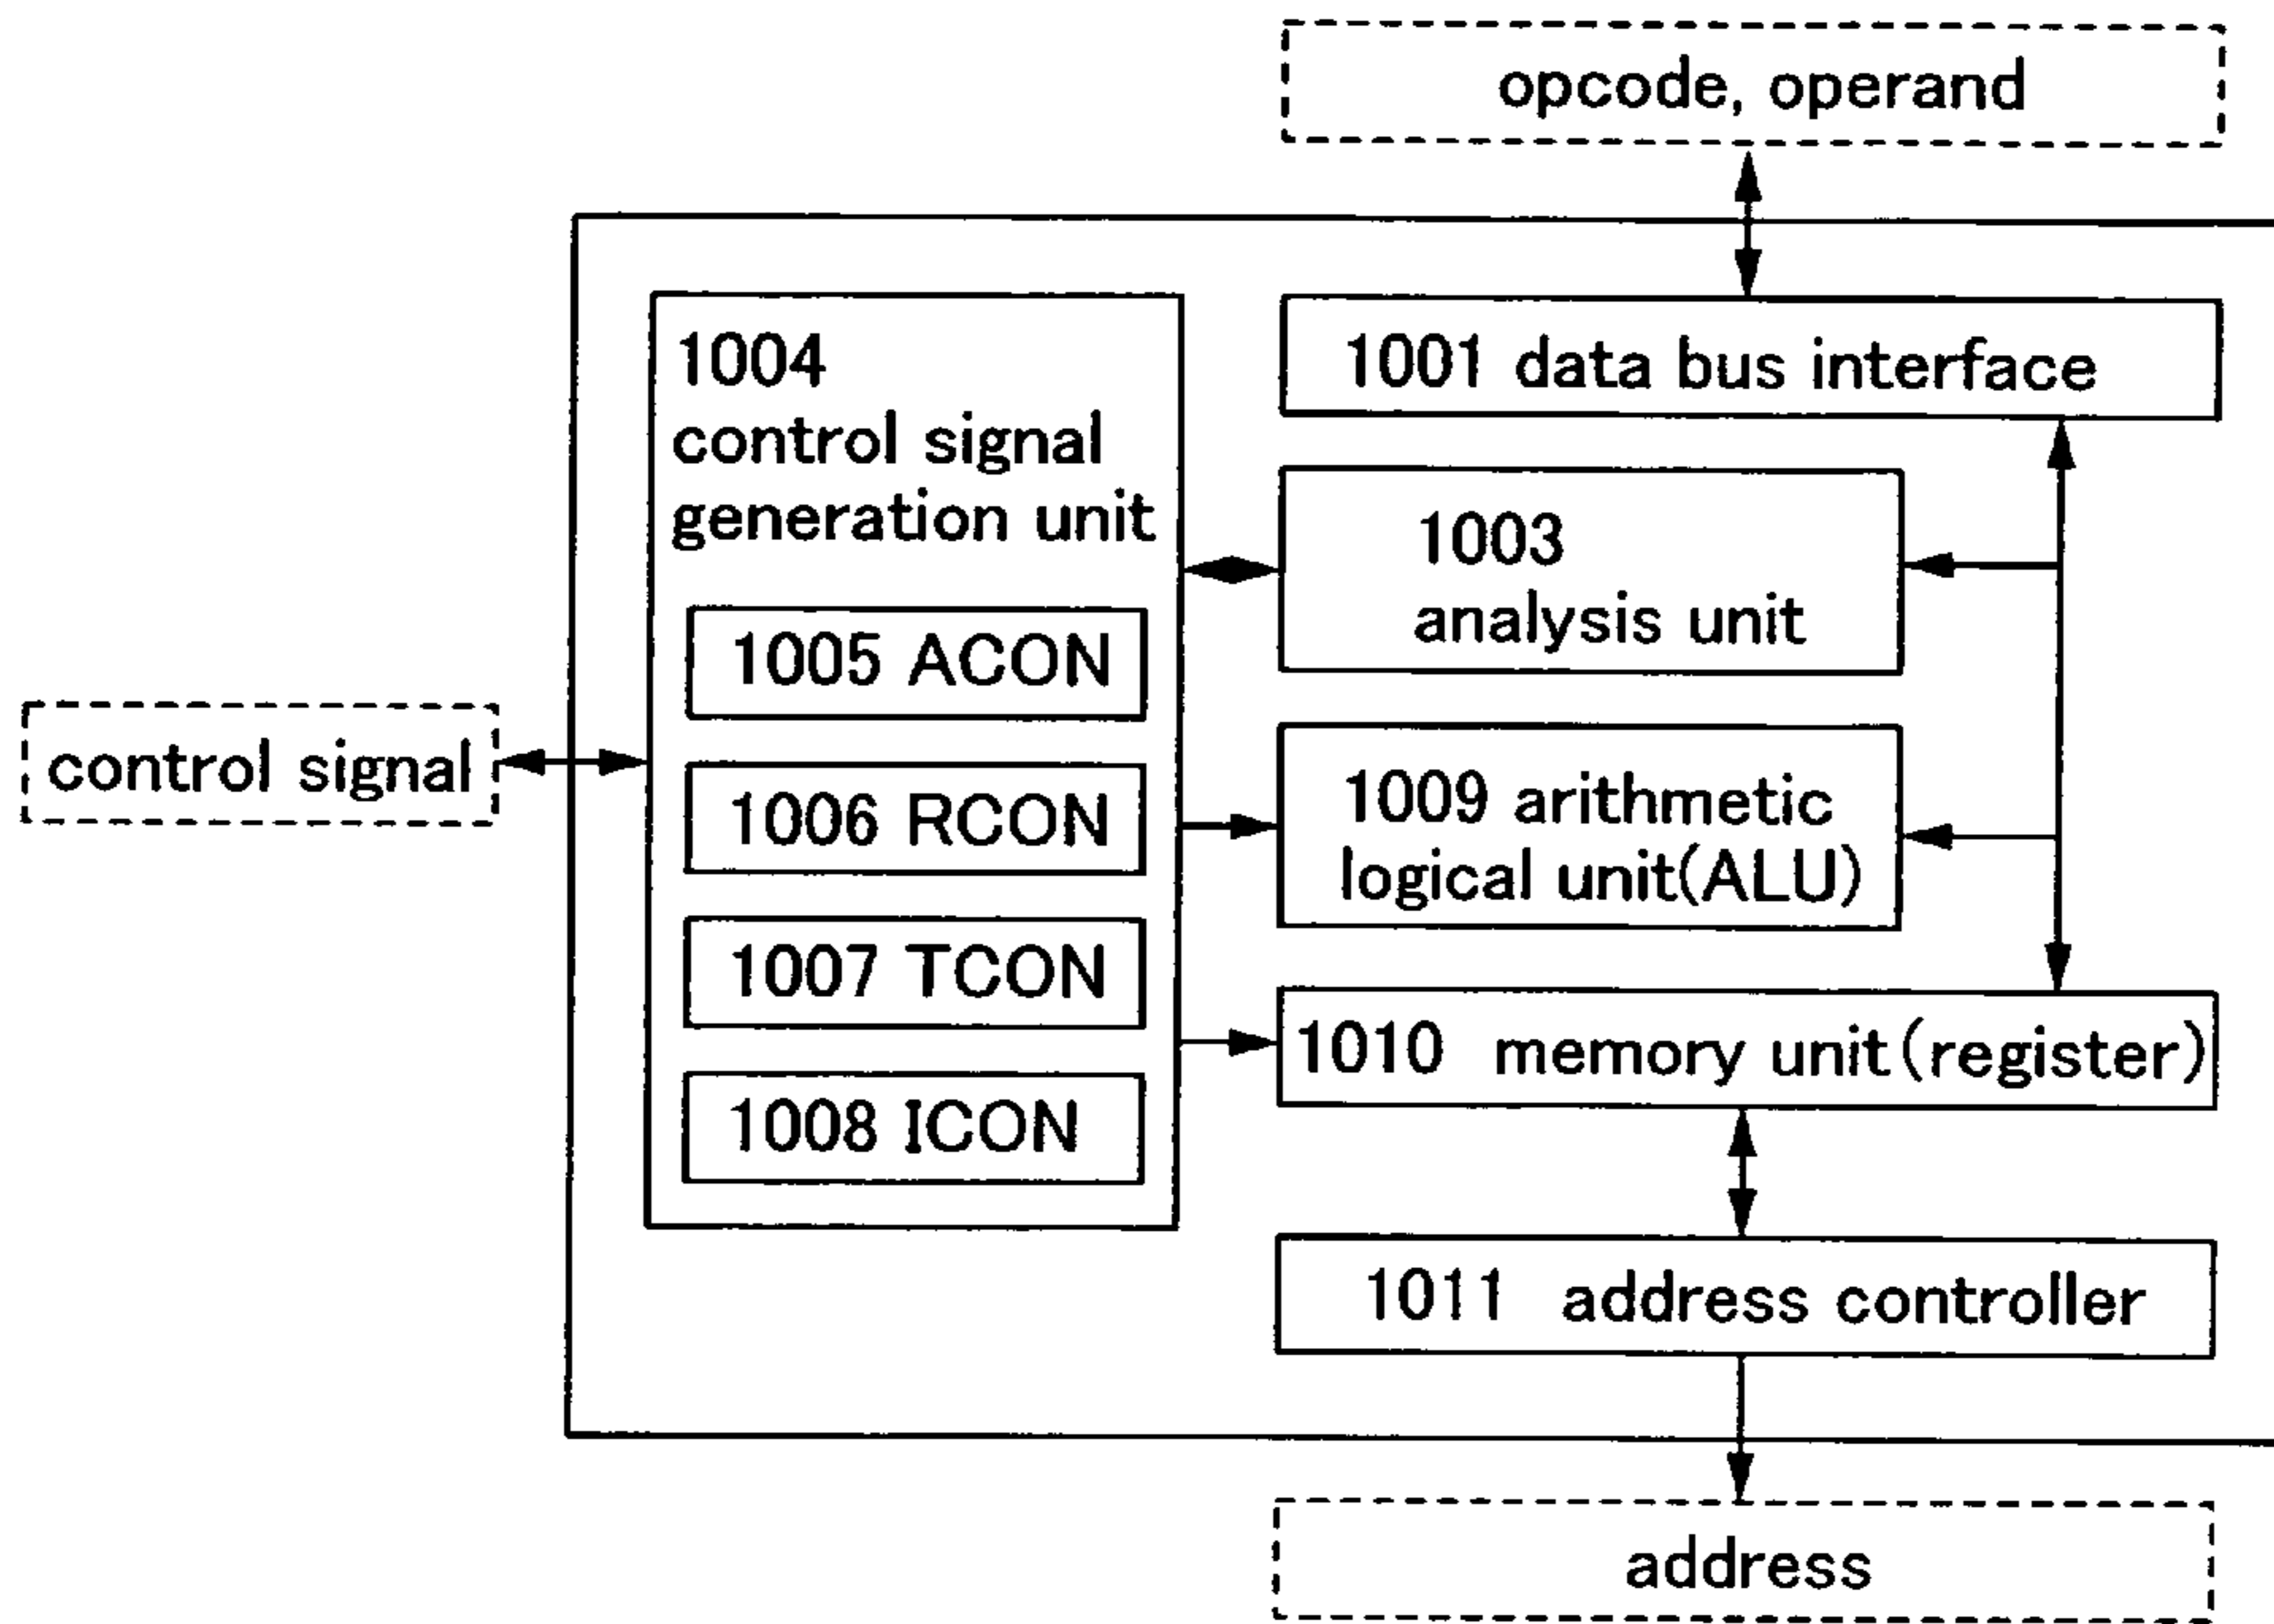 opcode, operand
1001 data bus interface
1004
control signal
generation unit
1003
analysis unit
1005 ACON
control signal
1009 arithmetic
logical unit(ALU)
1006 RCON
1007 TCON
1010 memory unit(register)
1008 ICON
1011 address controller
address